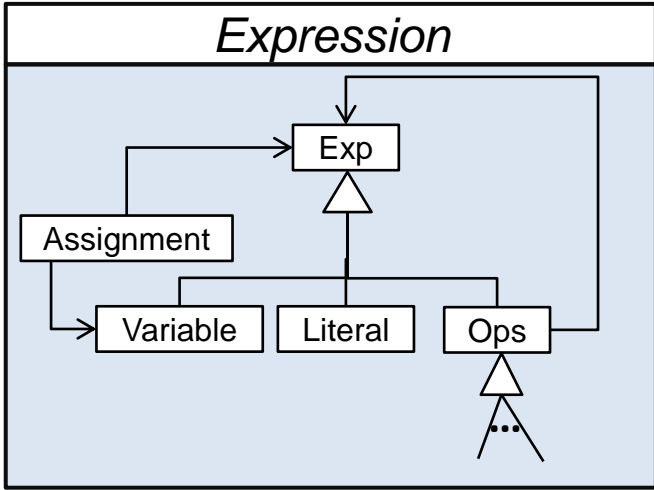 Expression
Exp
Assignment
Variable
Literal
Ops
...